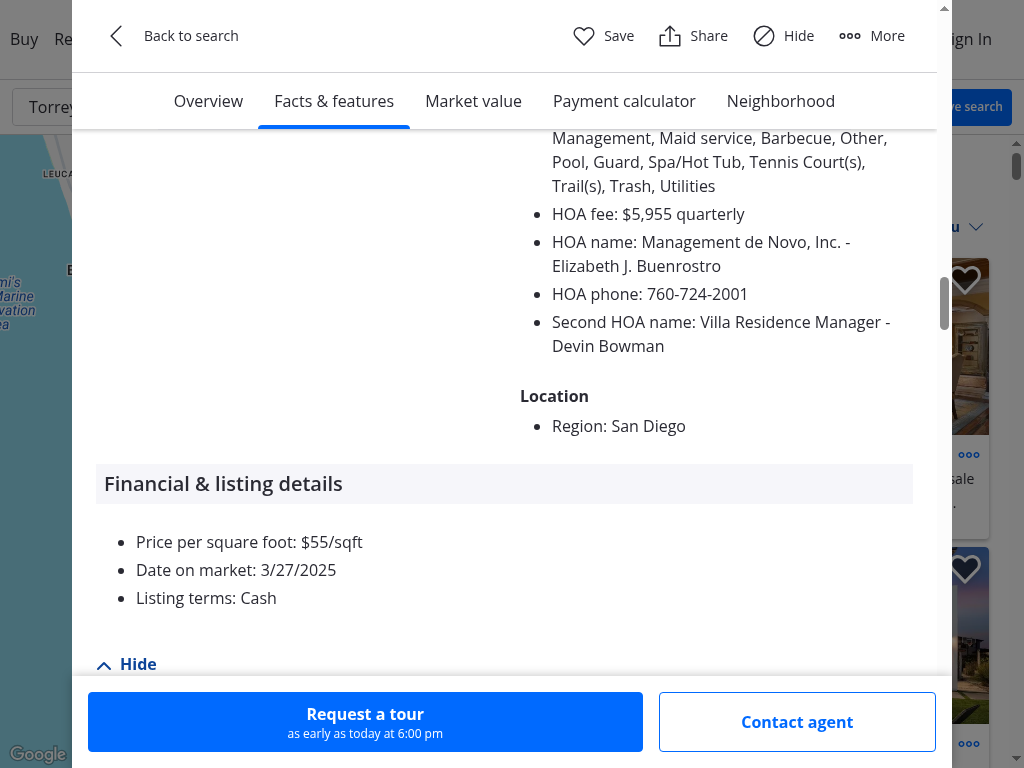 Buy
Re
ign In
Torrey
ve search
Back to search
Save
Share
Hide
More
Overview
Facts & features
Market value
Payment calculator
Neighborhood
Management, Maid service, Barbecue, Other,
Pool, Guard, Spa/Hot Tub, Tennis Court(s),
Trail(s), Trash, Utilities
HOA fee: $5,955 quarterly
HOA name: Management de Novo, Inc. -
Elizabeth J. Buenrostro
HOA phone: 760-724-2001
Second HOA name: Villa Residence Manager -
Devin Bowman
Location
Region: San Diego
Financial & listing details
Price per square foot: $55/sqft
Date on market: 3/27/2025
Listing terms: Cash
Hide
Request a tour
as early as today at 6:00 pm
Contact agent
LEUCA
E
mi's
Marine
vation
ea
Google
u
sale
.